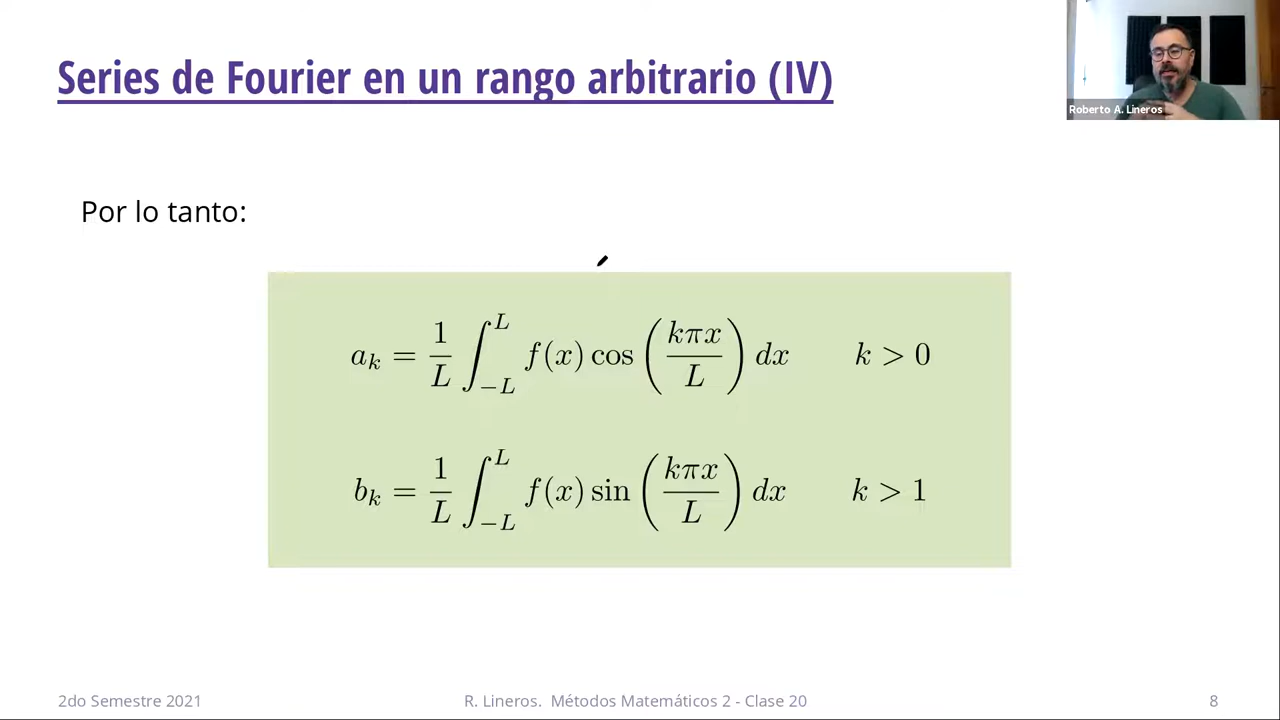 Series de Fourier en un rango arbitrario (IV)
Roberto A. Lineros
Por lo tanto:
$a_k = \frac{1}{L} \int_{-L}^{L} f(x) \cos \left( \frac{k\pi x}{L} \right) dx \qquad k > 0$
$b_k = \frac{1}{L} \int_{-L}^{L} f(x) \sin \left( \frac{k\pi x}{L} \right) dx \qquad k > 1$
2do Semestre 2021
R. Lineros. Métodos Matemáticos 2 - Clase 20
8